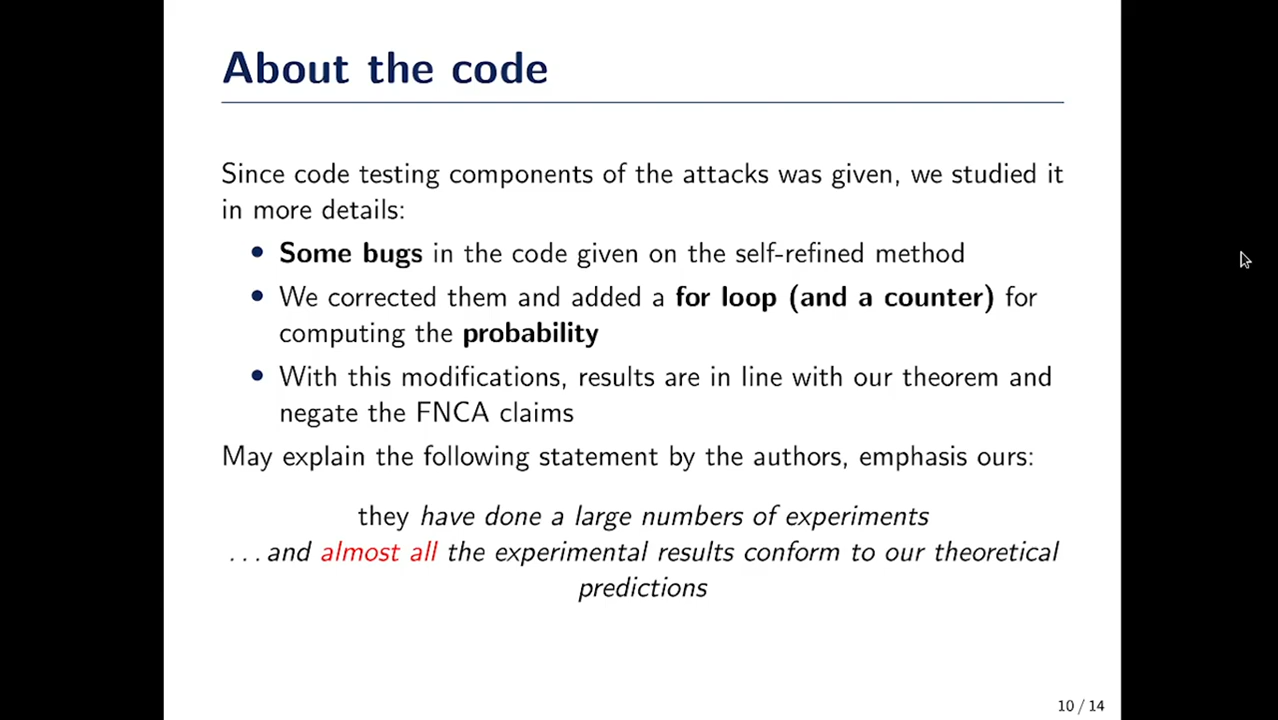 About the code
Since code testing components of the attacks was given, we studied it
in more details:
• Some bugs in the code given on the self-refined method
• We corrected them and added a for loop (and a counter) for
computing the probability
• With this modifications, results are in line with our theorem and
negate the FNCA claims
May explain the following statement by the authors, emphasis ours:
they have done a large numbers of experiments
...and almost all the experimental results conform to our theoretical
predictions
10 / 14